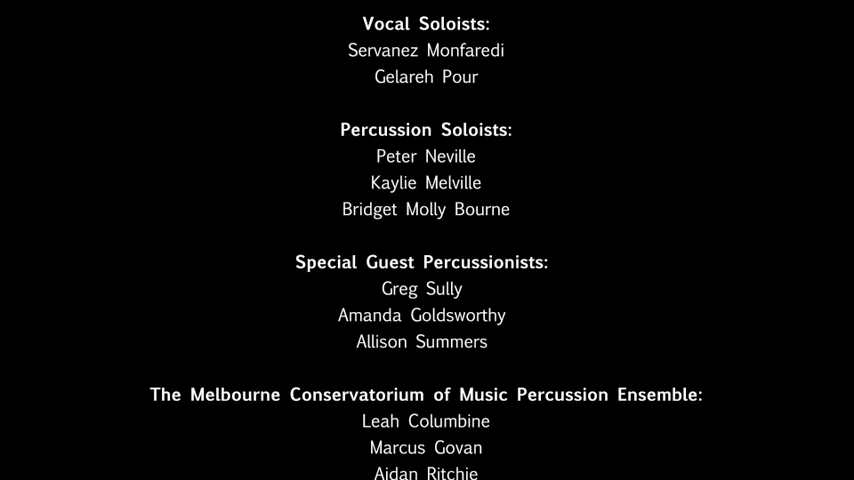 Vocal Soloists:
Servanez Monfaredi
Gelareh Pour
Percussion Soloists:
Peter Neville
Kaylie Melville
Bridget Molly Bourne
Special Guest Percussionists:
Greg Sully
Amanda Goldsworthy
Allison Summers
The Melbourne Conservatorium of Music Percussion Ensemble:
Leah Columbine
Marcus Govan
Aidan Ritchie